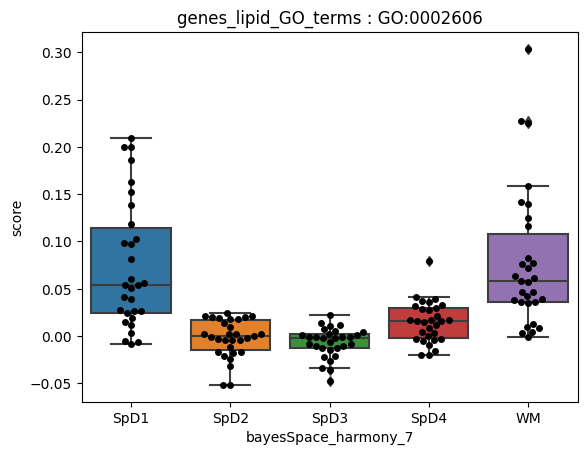 genes_lipid_GO_terms : GO:0002606
0.30
0.25
0.20
0.15
0.10
0.05
0.00
−0.05
score
SpD1 SpD2 SpD3 SpD4 WM
bayesSpace_harmony_7